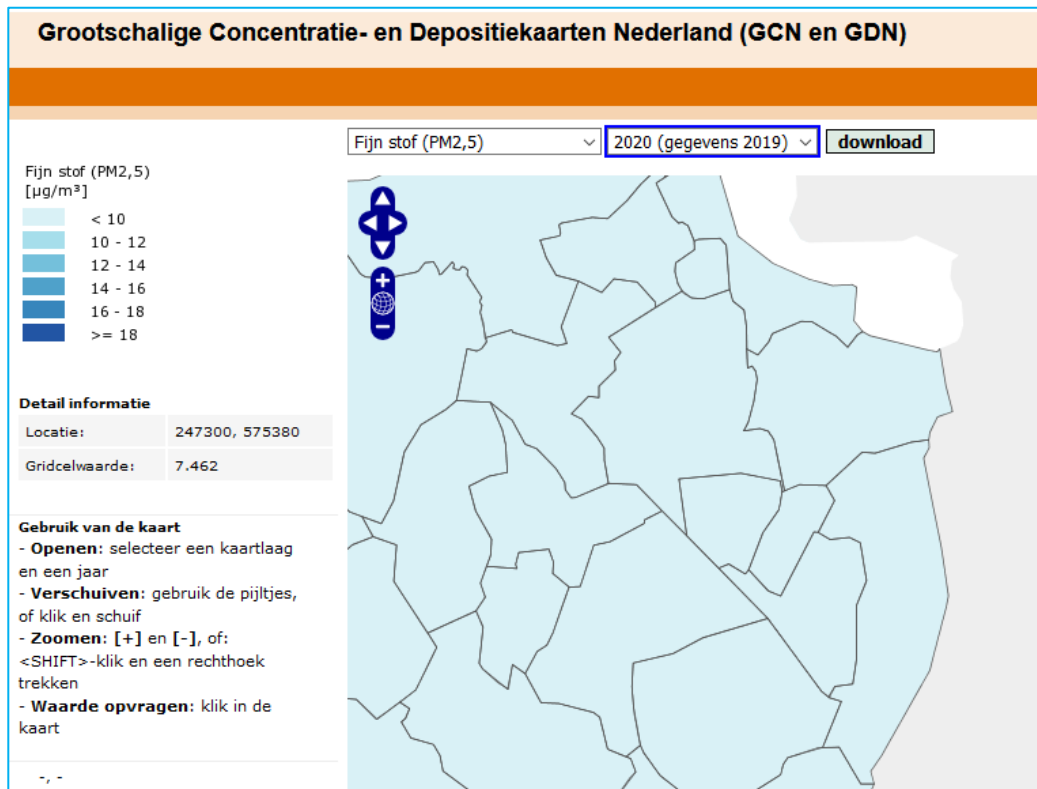 Grootschalige Concentratie- en Depositiekaarten Nederland (GCN en GDN)
Fijn stof (PM2,5)
2020 (gegevens 2019)
download
Fijn stof (PM2,5)
[µg/m³]
< 10
10 - 12
12 - 14
14 - 16
16 - 18
>= 18
Detail informatie
Locatie: 247300, 575380
Gridcelwaarde: 7.462
Gebruik van de kaart
- Openen: selecteer een kaartlaag
en een jaar
- Verschuiven: gebruik de pijltjes,
of klik en schuif
- Zoomen: [+] en [-], of:
<SHIFT>-klik en een rechthoek
trekken
- Waarde opvragen: klik in de
kaart
-, -